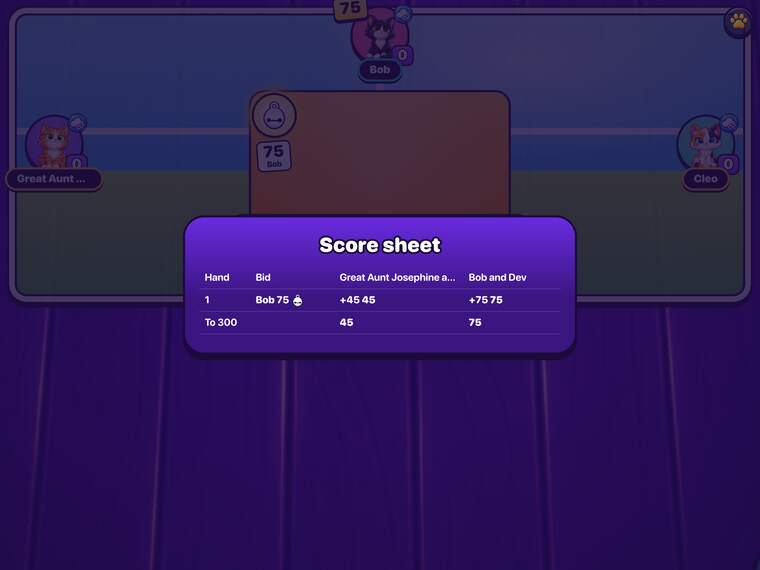 75
0
Bob
75
Bob
0
Great Aunt ...
0
Cleo
Score sheet
Hand Bid Great Aunt Josephine a... Bob and Dev
1 Bob 75 +45 45 +75 75
To 300 45 75